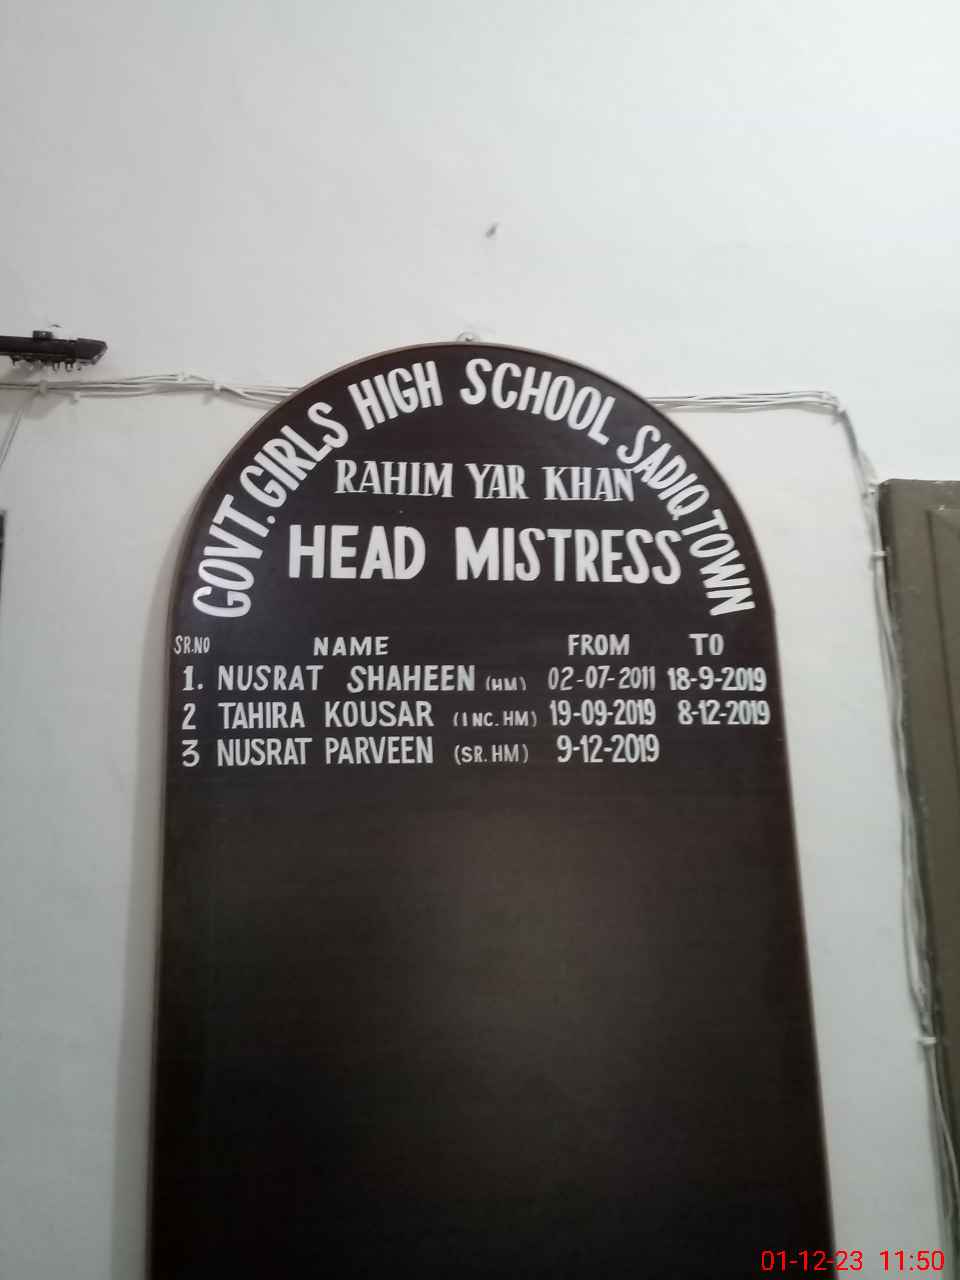 GOVT. GIRLS HIGH SCHOOL SADIQ TOWN
RAHIM YAR KHAN
HEAD MISTRESS
SR.NO NAME FROM TO
1. NUSRAT SHAHEEN (HM) 02-07-2011 18-9-2019
2 TAHIRA KOUSAR (INC. HM) 19-09-2019 8-12-2019
3 NUSRAT PARVEEN (SR. HM) 9-12-2019
01-12-23 11:50